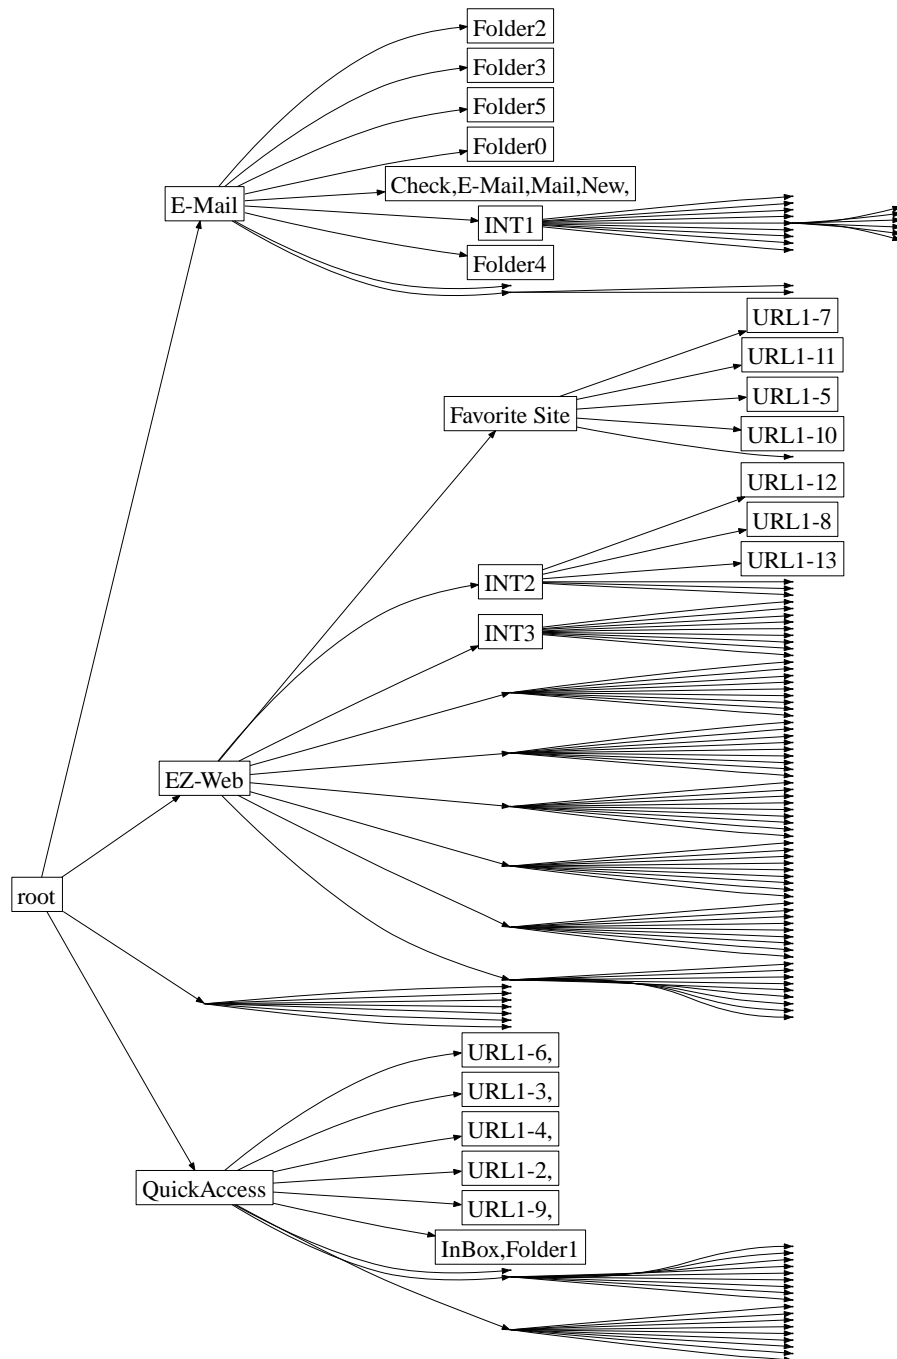 Folder2
Folder3
Folder5
Folder0
Check,E-Mail,Mail,New,
E-Mail
INT1
Folder4
URL1-7
URL1-11
URL1-5
Favorite Site
URL1-10
URL1-12
URL1-8
URL1-13
INT2
INT3
EZ-Web
root
URL1-6,
URL1-3,
URL1-4,
URL1-2,
QuickAccess
URL1-9,
InBox,Folder1